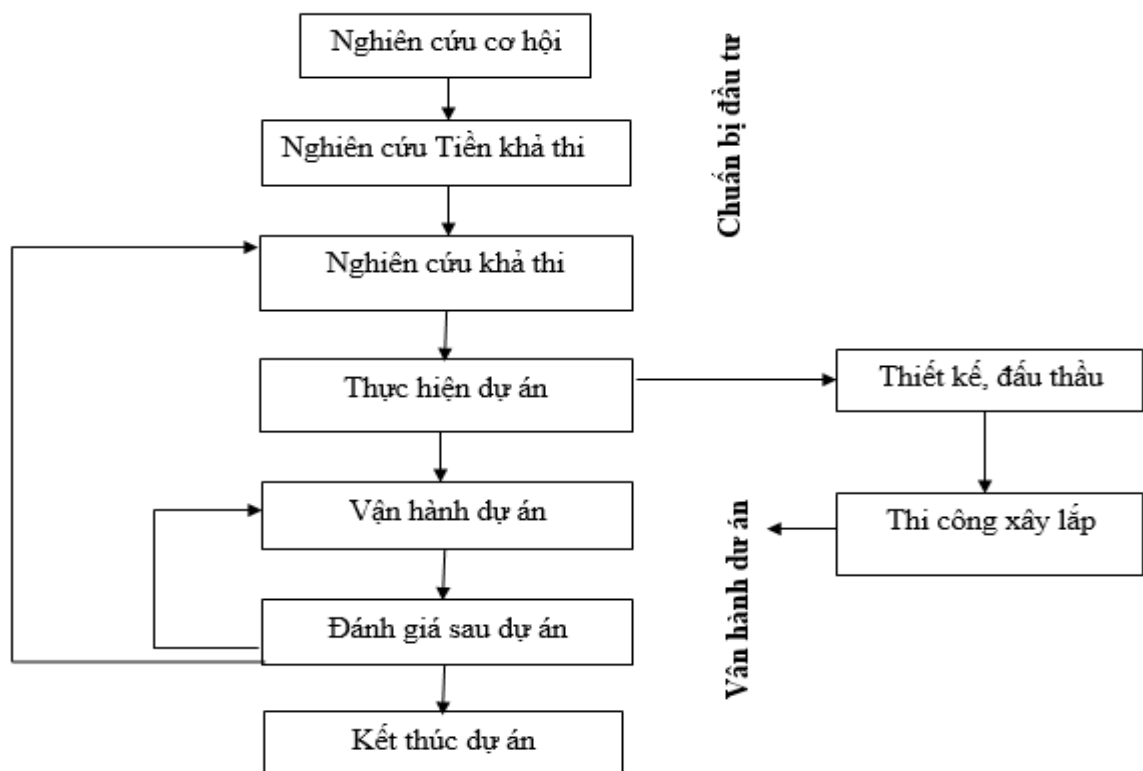 Nghiên cứu cơ hội
Nghiên cứu Tiền khả thi
Chuẩn bị đầu tư
Nghiên cứu khả thi
Thực hiện dự án
Thiết kế, đấu thầu
Vận hành dự án
Thi công xây lắp
Vân hành dư án
Đánh giá sau dự án
Kết thúc dự án